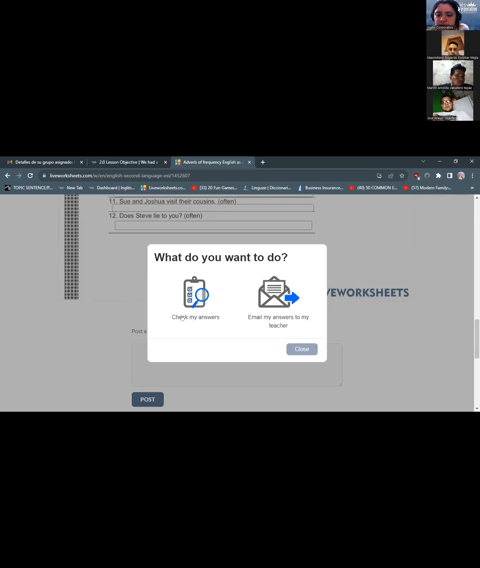 Detalles de su grupo asignado:
2.0 Lesson Objective | We had c
Adverb of frequency English as
liveworksheets.com/w/en/english-second-language-esl/1452607
TOPIC SENTENCE/P...
New Tab
Dashboard | Inglés...
Liveworksheets.co...
(33) 20 Fun Games...
Linguee | Diccionari...
Business Insurance...
(40) 50 COMMON E...
(57) Modern Family...
11. Sue and Joshua visit their cousins. (often)
12. Does Steve lie to you? (often)
What do you want to do?
Check my answers
Email my answers to my
teacher
Close
VEWORKSHEETS
Post a
POST